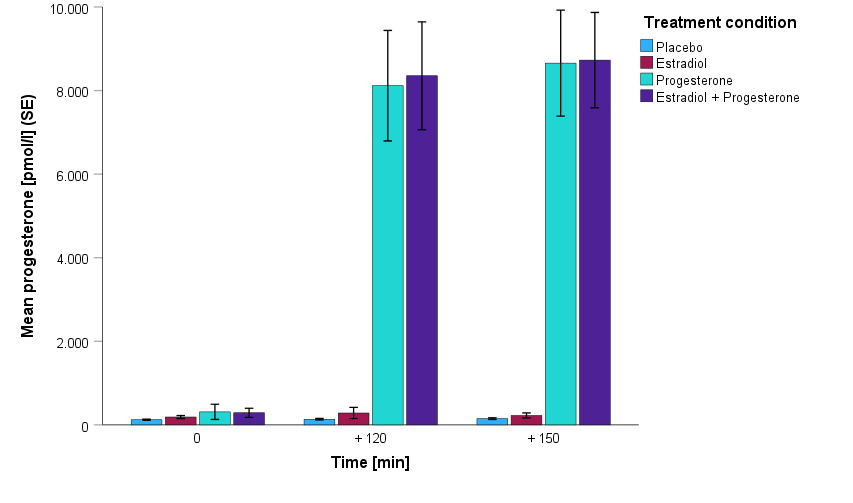 Treatment condition
Placebo
Estradiol
Progesterone
Estradiol + Progesterone
Mean progesterone [pmol/l] (SE)
10.000
8.000
6.000
4.000
2.000
0
0
+ 120
+ 150
Time [min]